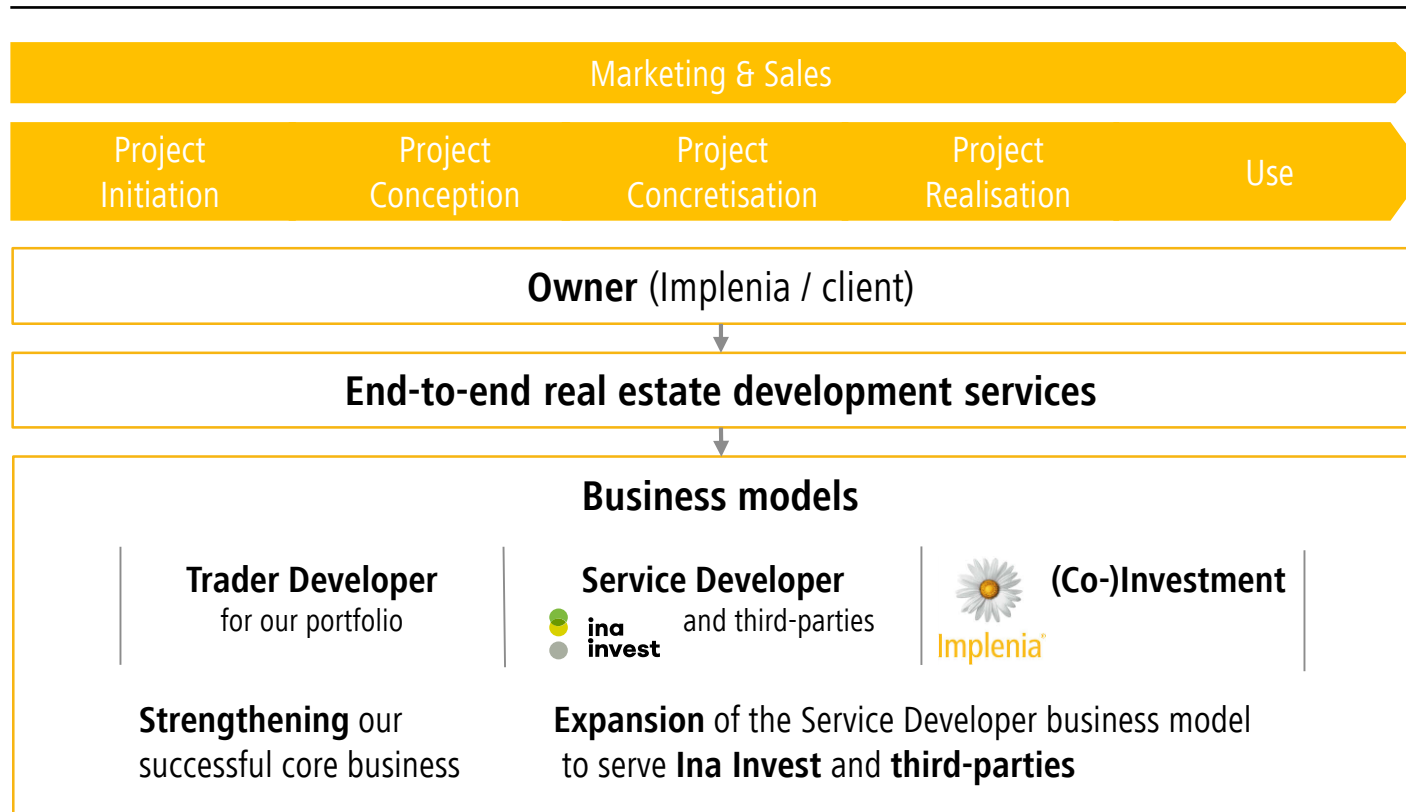 Marketing & Sales
Project
Initiation
Project
Conception
Project
Concretisation
Project
Realisation
Use
Owner (Implenia / client)
End-to-end real estate development services
Business models
Trader Developer
for our portfolio
Service Developer
ina
invest
and third-parties
Implenia®
(Co-)Investment
Strengthening our
successful core business
Expansion of the Service Developer business model
to serve Ina Invest and third-parties